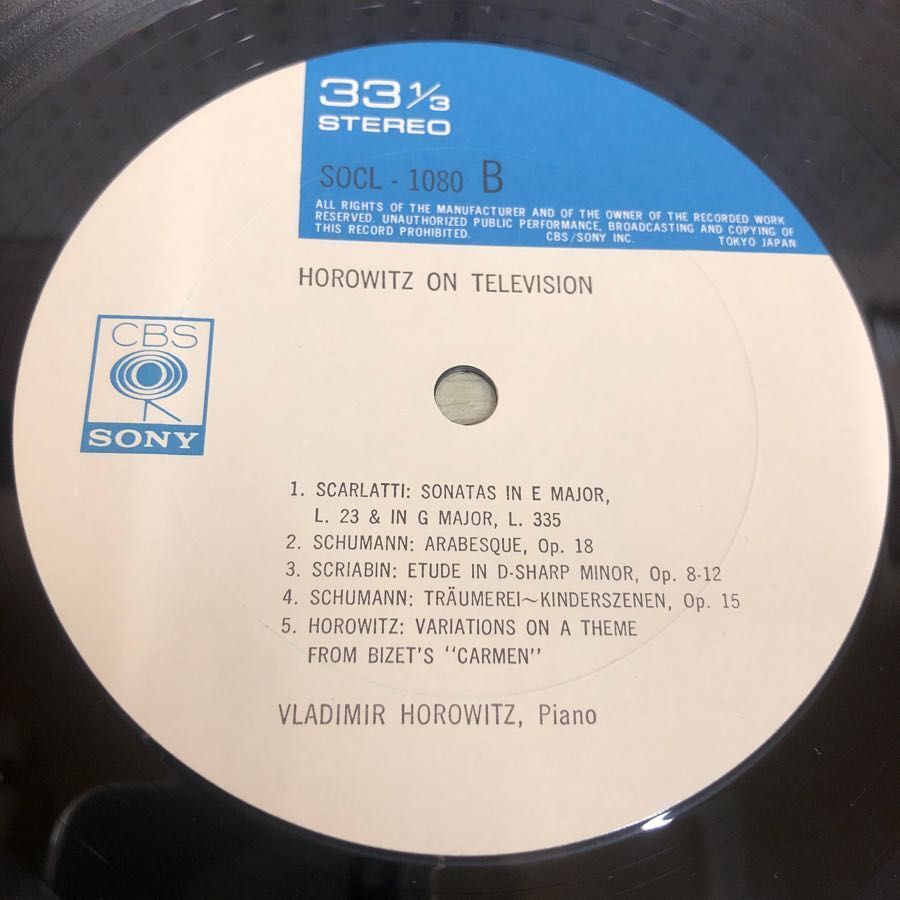 33 1/3
STEREO
SOCL - 1080 B
ALL RIGHTS OF THE MANUFACTURER AND OF THE OWNER OF THE RECORDED WORK
RESERVED. UNAUTHORIZED PUBLIC PERFORMANCE, BROADCASTING AND COPYING OF
THIS RECORD PROHIBITED. CBS/SONY INC. TOKYO JAPAN
HOROWITZ ON TELEVISION
CBS
SONY
1. SCARLATTI: SONATAS IN E MAJOR,
L. 23 & IN G MAJOR, L. 335
2. SCHUMANN: ARABESQUE, Op. 18
3. SCRIABIN: ETUDE IN D-SHARP MINOR, Op. 8-12
4. SCHUMANN: TRÄUMEREI~KINDERSZENEN, Op. 15
5. HOROWITZ: VARIATIONS ON A THEME
FROM BIZET'S "CARMEN"
VLADIMIR HOROWITZ, Piano